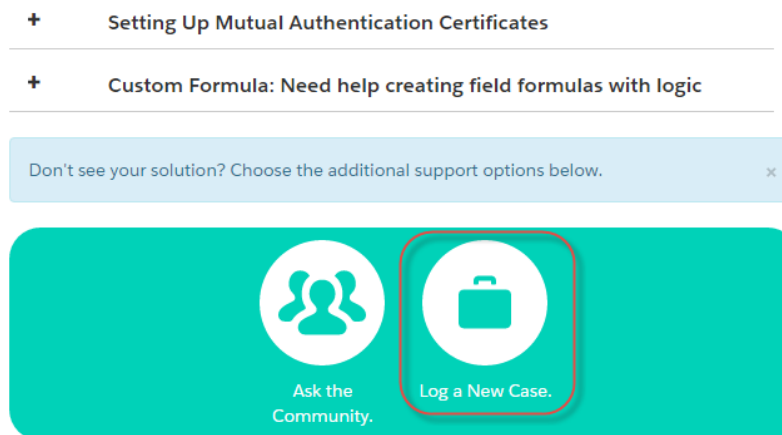 + Setting Up Mutual Authentication Certificates
+ Custom Formula: Need help creating field formulas with logic
Don't see your solution? Choose the additional support options below. ×
Ask the
Community.
Log a New Case.